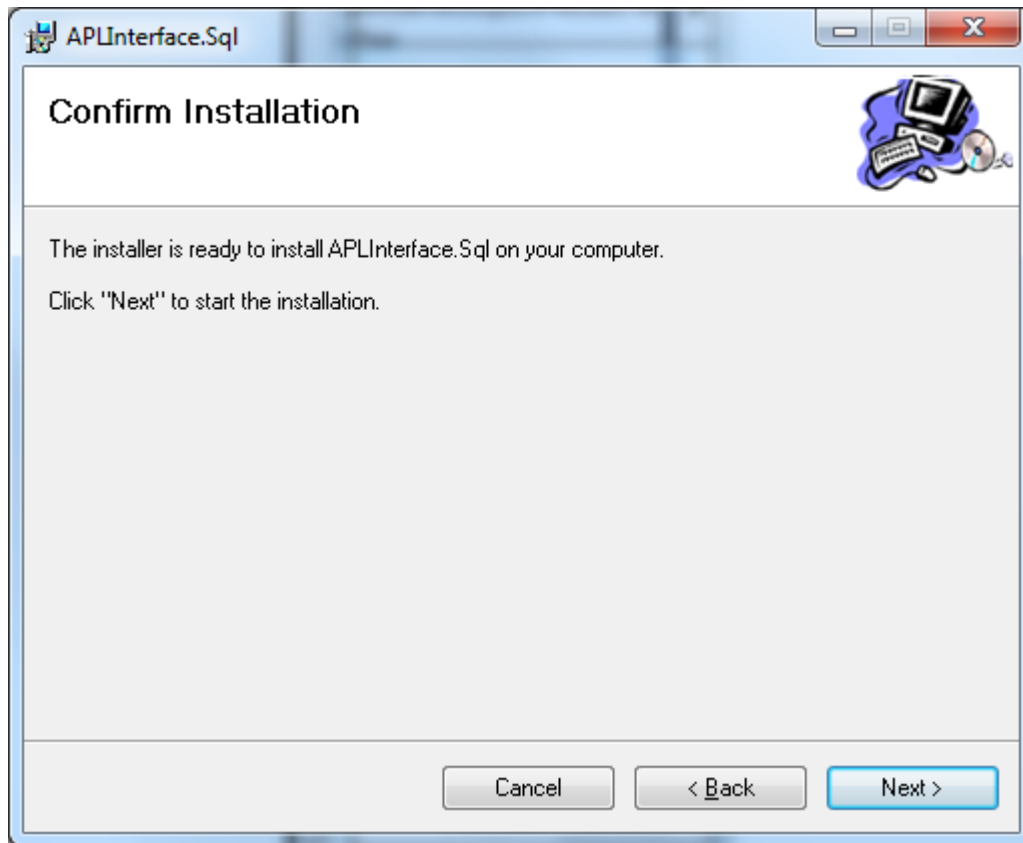 APLInterface.Sql
Confirm Installation
The installer is ready to install APLInterface.Sql on your computer.
Click "Next" to start the installation.
Cancel
< Back
Next >